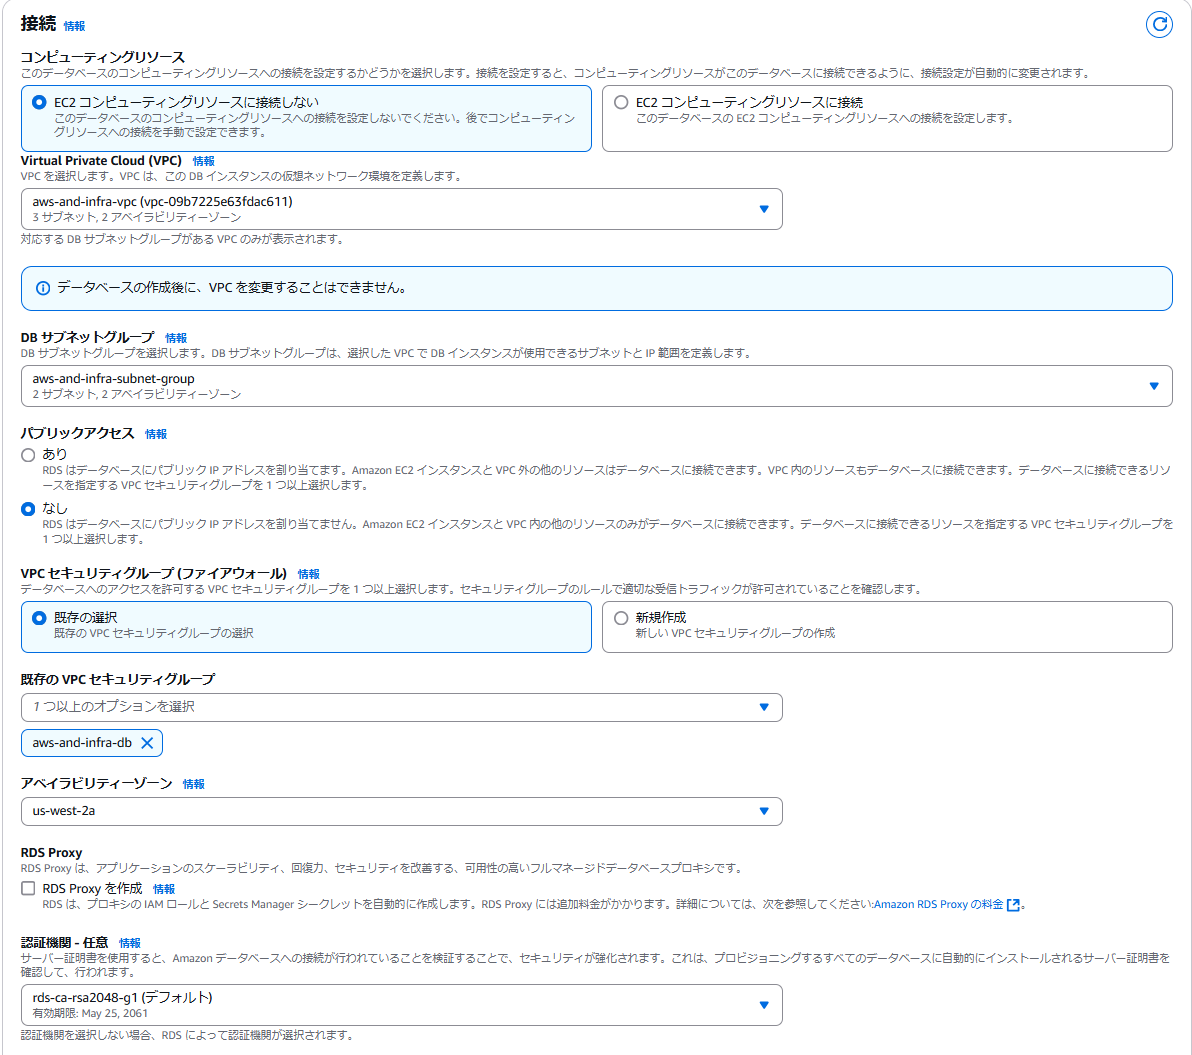 接続 情報
コンピューティングリソース
このデータベースのコンピューティングリソースへの接続を設定するかどうかを選択します。接続を設定すると、コンピューティングリソースがこのデータベースに接続できるように、接続設定が自動的に変更されます。
EC2 コンピューティングリソースに接続しない
このデータベースのコンピューティングリソースへの接続を設定しないでください。後でコンピューティン
グリソースへの接続を手動で設定できます。
EC2 コンピューティングリソースに接続
このデータベースの EC2 コンピューティングリソースへの接続を設定します。
Virtual Private Cloud (VPC) 情報
VPC を選択します。VPC は、この DB インスタンスの仮想ネットワーク環境を定義します。
aws-and-infra-vpc (vpc-09b7225e63fdac611)
3 サブネット, 2 アベイラビリティーゾーン
対応する DB サブネットグループがある VPC のみが表示されます。
データベースの作成後に、VPC を変更することはできません。
DB サブネットグループ 情報
DB サブネットグループを選択します。DB サブネットグループは、選択した VPC で DB インスタンスが使用できるサブネットと IP 範囲を定義します。
aws-and-infra-subnet-group
2 サブネット, 2 アベイラビリティーゾーン
パブリックアクセス 情報
あり
RDS はデータベースにパブリック IP アドレスを割り当てます。Amazon EC2 インスタンスと VPC 外の他のリソースはデータベースに接続できます。VPC 内のリソースもデータベースに接続できます。データベースに接続できるリソ
ースを指定する VPC セキュリティグループを 1 つ以上選択します。
なし
RDS はデータベースにパブリック IP アドレスを割り当てません。Amazon EC2 インスタンスと VPC 内の他のリソースのみがデータベースに接続できます。データベースに接続できるリソースを指定する VPC セキュリティグループを
1 つ以上選択します。
VPC セキュリティグループ (ファイアウォール) 情報
データベースへのアクセスを許可する VPC セキュリティグループを 1 つ以上選択します。セキュリティグループのルールで適切な受信トラフィックが許可されていることを確認します。
既存の選択
既存の VPC セキュリティグループの選択
新規作成
新しい VPC セキュリティグループの作成
既存の VPC セキュリティグループ
1 つ以上のオプションを選択
aws-and-infra-db
アベイラビリティーゾーン 情報
us-west-2a
RDS Proxy
RDS Proxy は、アプリケーションのスケーラビリティ、回復力、セキュリティを改善する、可用性の高いフルマネージドデータベースプロキシです。
RDS Proxy を作成 情報
RDS は、プロキシの IAM ロールと Secrets Manager シークレットを自動的に作成します。RDS Proxy には追加料金がかかります。詳細については、次を参照してください:Amazon RDS Proxy の料金。
認証機関 - 任意 情報
サーバー証明書を使用すると、Amazon データベースへの接続が行われていることを検証することで、セキュリティが強化されます。これは、プロビジョニングするすべてのデータベースに自動的にインストールされるサーバー証明書を
確認して、行われます。
rds-ca-rsa2048-g1 (デフォルト)
有効期限: May 25, 2061
認証機関を選択しない場合、RDS によって認証機関が選択されます。